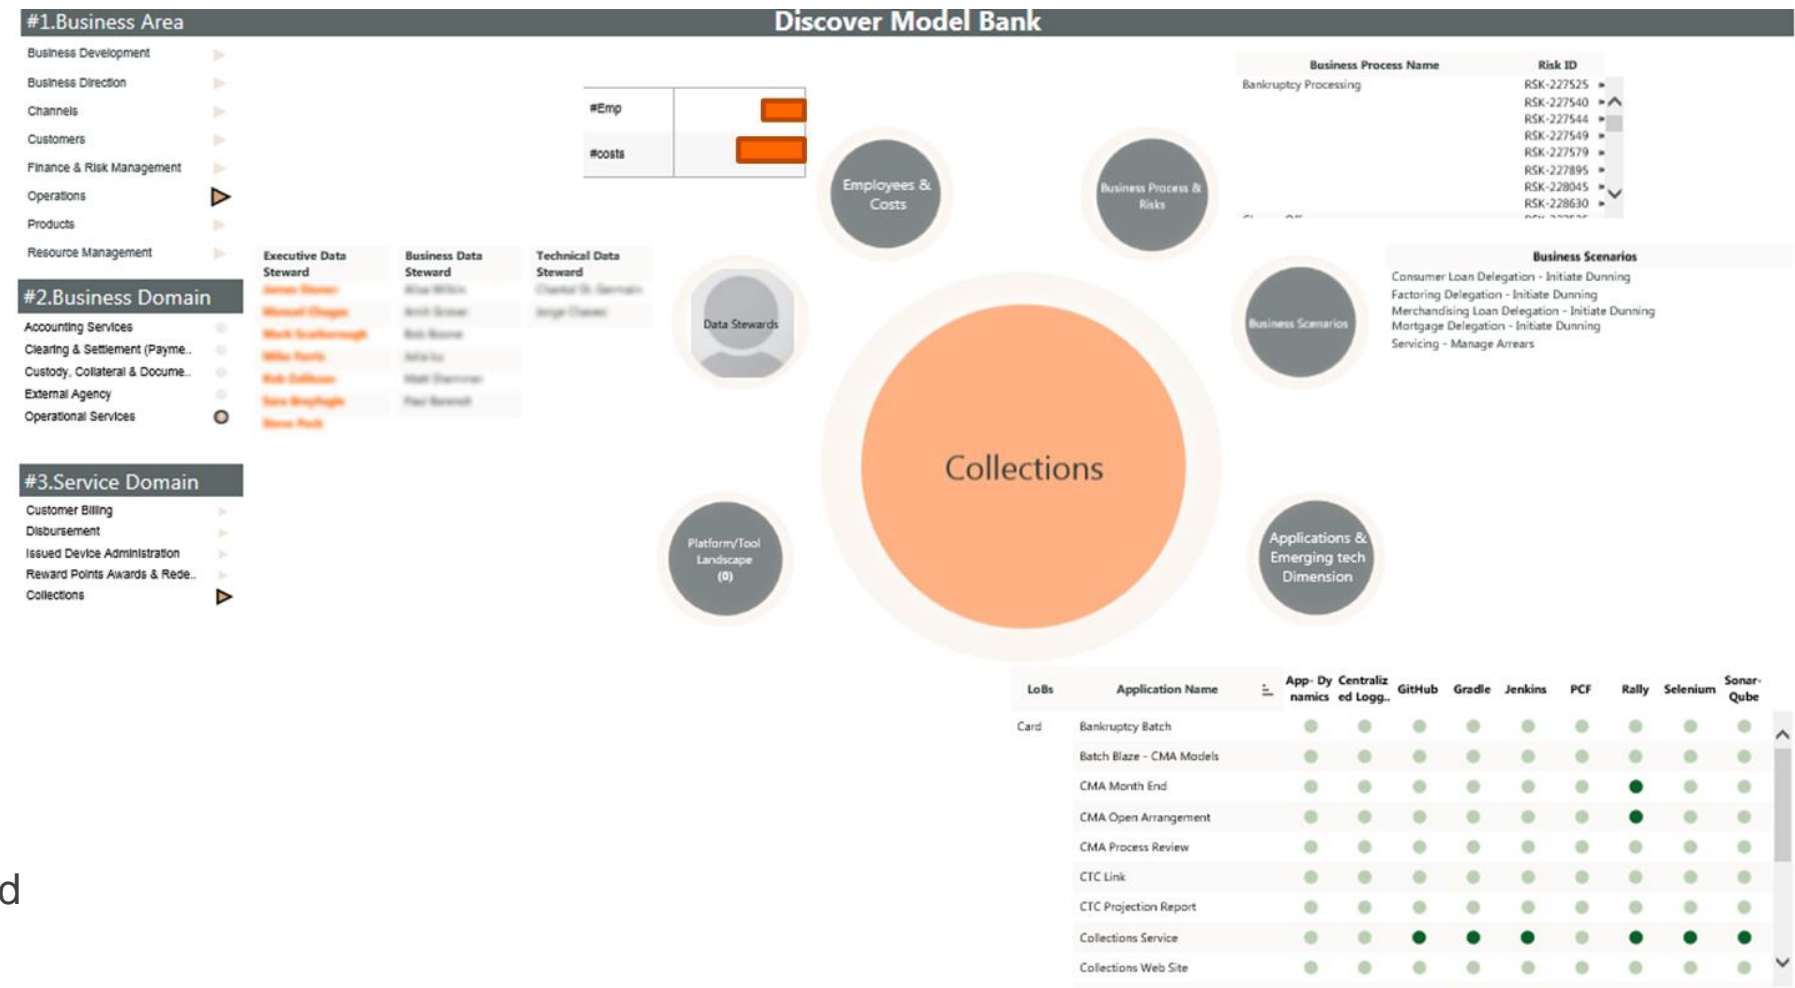 #1.Business Area
Discover Model Bank
Business Development
Business Direction
Channels
Customers
Finance & Risk Management
Operations
Products
Resource Management
#2.Business Domain
Accounting Services
Clearing & Settlement (Payme..
Custody, Collateral & Docume..
External Agency
Operational Services
#3.Service Domain
Customer Billing
Disbursement
Issued Device Administration
Reward Points Awards & Rede..
Collections
#Emp
#costs
Executive Data Steward
Business Data Steward
Technical Data Steward
Employees & Costs
Business Process & Risks
Data Stewards
Business Scenarios
Collections
Platform/Tool Landscape (0)
Applications & Emerging tech Dimension
Business Process Name Risk ID
Bankruptcy Processing RSK-227525
RSK-227540
RSK-227544
RSK-227549
RSK-227579
RSK-227895
RSK-228045
RSK-228630
Business Scenarios
Consumer Loan Delegation - Initiate Dunning
Factoring Delegation - Initiate Dunning
Merchandising Loan Delegation - Initiate Dunning
Mortgage Delegation - Initiate Dunning
Servicing - Manage Arrears
LoBs Application Name App- Dynamics Centralized Logg.. GitHub Gradle Jenkins PCF Rally Selenium Sonar-Qube
Card Bankruptcy Batch
Batch Blaze - CMA Models
CMA Month End
CMA Open Arrangement
CMA Process Review
CTC Link
CTC Projection Report
Collections Service
Collections Web Site
d